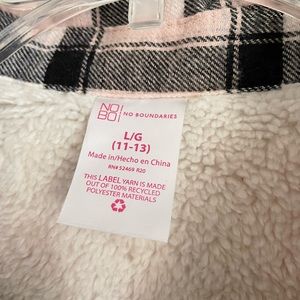 NO
BO
NO BOUNDARIES
L/G
(11-13)
Made in/Hecho en China
RN# 52469 R20
THIS LABEL YARN IS MADE
OUT OF 100% RECYCLED
POLYESTER MATERIALS